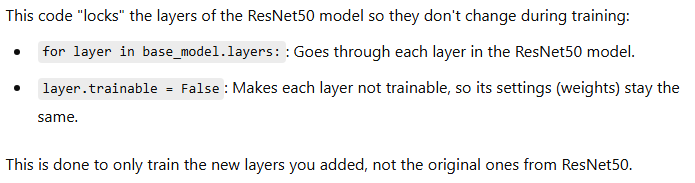 This code "locks" the layers of the ResNet50 model so they don't change during training:
• for layer in base_model.layers: : Goes through each layer in the ResNet50 model.
• layer.trainable = False : Makes each layer not trainable, so its settings (weights) stay the
same.
This is done to only train the new layers you added, not the original ones from ResNet50.